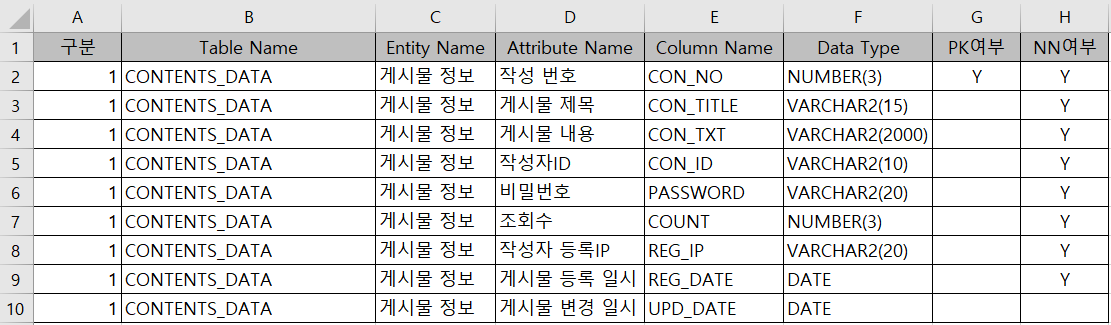 A B C D E F G H
1 구분 Table Name Entity Name Attribute Name Column Name Data Type PK여부 NN여부
2 1 CONTENTS_DATA 게시물 정보 작성 번호 CON_NO NUMBER(3) Y Y
3 1 CONTENTS_DATA 게시물 정보 게시물 제목 CON_TITLE VARCHAR2(15) Y
4 1 CONTENTS_DATA 게시물 정보 게시물 내용 CON_TXT VARCHAR2(2000) Y
5 1 CONTENTS_DATA 게시물 정보 작성자ID CON_ID VARCHAR2(10) Y
6 1 CONTENTS_DATA 게시물 정보 비밀번호 PASSWORD VARCHAR2(20) Y
7 1 CONTENTS_DATA 게시물 정보 조회수 COUNT NUMBER(3) Y
8 1 CONTENTS_DATA 게시물 정보 작성자 등록IP REG_IP VARCHAR2(20) Y
9 1 CONTENTS_DATA 게시물 정보 게시물 등록 일시 REG_DATE DATE Y
10 1 CONTENTS_DATA 게시물 정보 게시물 변경 일시 UPD_DATE DATE